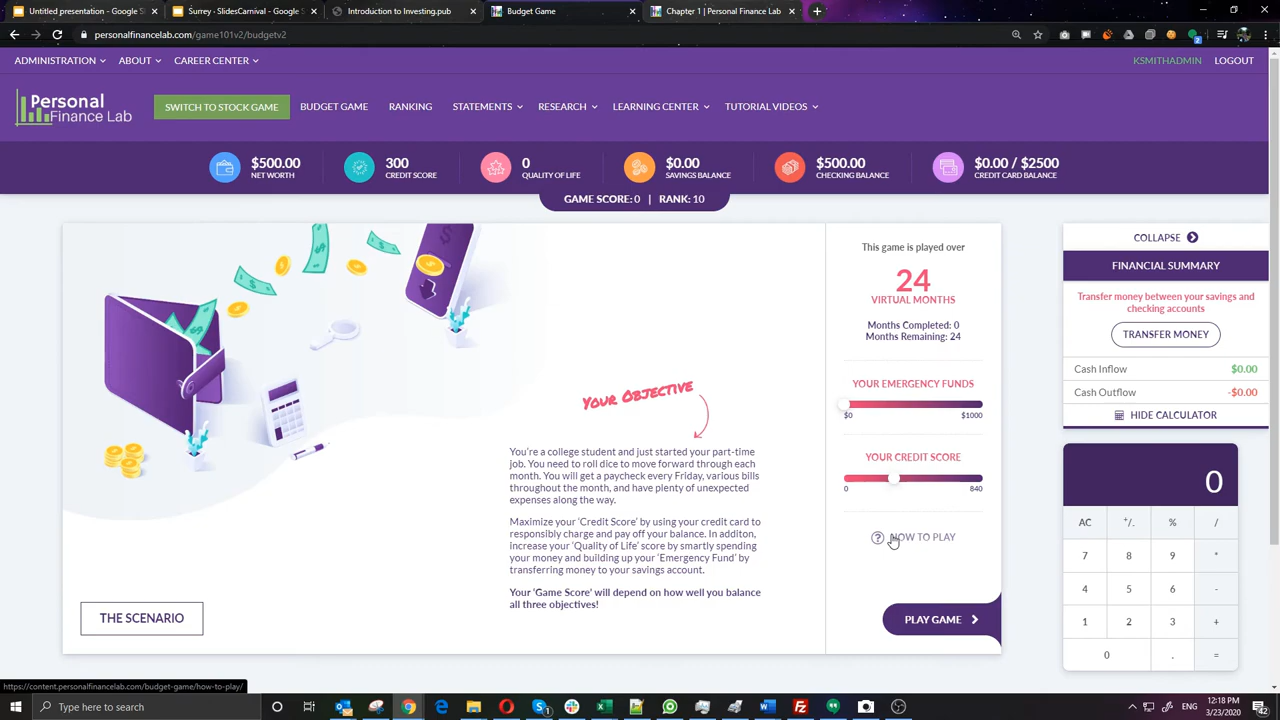 Untitled presentation - Google S
Survey Slides - Salvation - Google S
Introduction to Investing.pub
Budget Game
Chapter 1 | Personal Finance Lab
personalfinancelab.com/game101v2/budgetv2
ADMINISTRATION ABOUT CAREER CENTER KSMITHADMIN LOGOUT
Personal
Finance Lab
SWITCH TO STOCK GAME BUDGET GAME RANKING STATEMENTS RESEARCH LEARNING CENTER TUTORIAL VIDEOS
$500.00
NET WORTH
300
CREDIT SCORE
0
QUALITY OF LIFE
$0.00
SAVINGS BALANCE
$500.00
CHECKING BALANCE
$0.00 / $2500
CREDIT CARD BALANCE
GAME SCORE: 0 | RANK: 10
Your Objective
You're a college student and just started your part-time
job. You need to roll dice to move forward through each
month. You will get a paycheck every Friday, various bills
throughout the month, and have plenty of unexpected
expenses along the way.
Maximize your 'Credit Score' by using your credit card to
responsibly charge and pay off your balance. In addition,
increase your 'Quality of Life' score by smartly spending
your money and building up your 'Emergency Fund' by
transferring money to your savings account.
Your 'Game Score' will depend on how well you balance
all three objectives!
THE SCENARIO
This game is played over
24
VIRTUAL MONTHS
Months Completed: 0
Months Remaining: 24
YOUR EMERGENCY FUNDS
$0 $1000
YOUR CREDIT SCORE
0 840
? HOW TO PLAY
PLAY GAME
COLLAPSE
FINANCIAL SUMMARY
Transfer money between your savings and
checking accounts
TRANSFER MONEY
Cash Inflow $0.00
Cash Outflow -$0.00
HIDE CALCULATOR
0
AC +/- % /
7 8 9 *
4 5 6 -
1 2 3 +
0 . =
https://content.personalfinancelab.com/budget-game/how-to-play/
Type here to search
ENG
12:18 PM
3/23/2020